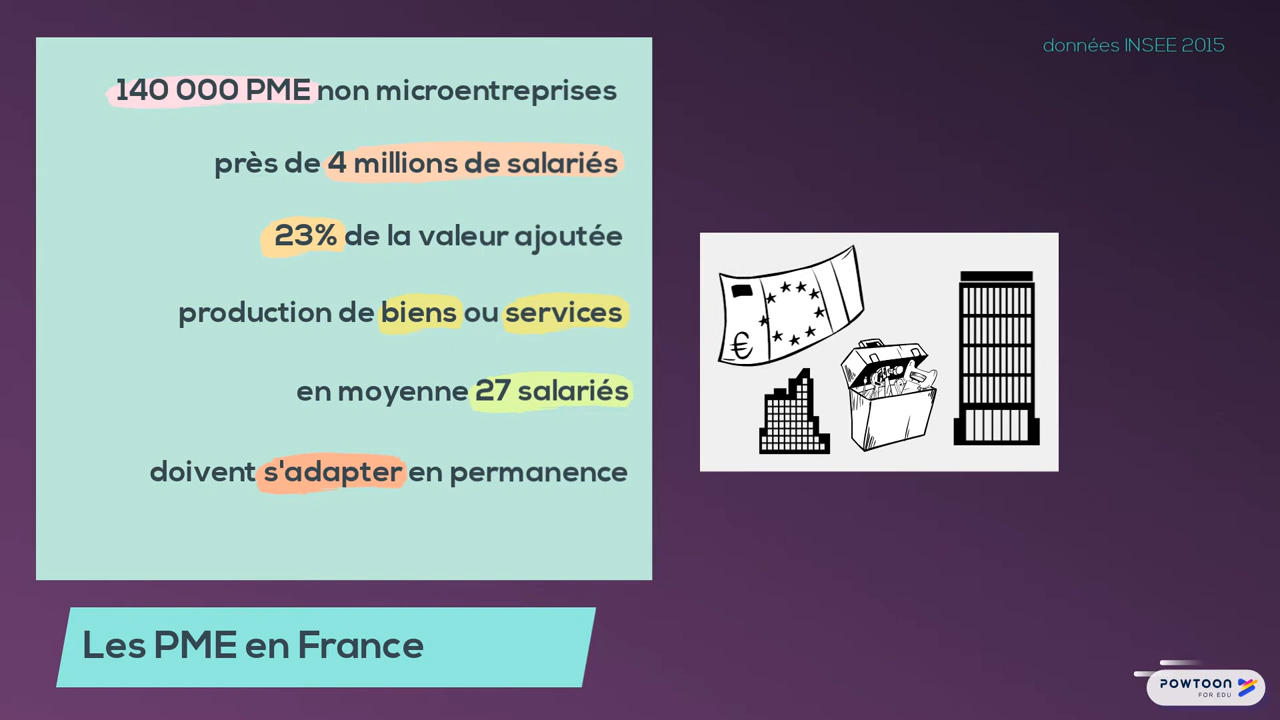 données INSEE 2015
140 000 PME non microentreprises
près de 4 millions de salariés
23% de la valeur ajoutée
production de biens ou services
en moyenne 27 salariés
doivent s'adapter en permanence
€
Les PME en France
POWTOON
FOR EDU